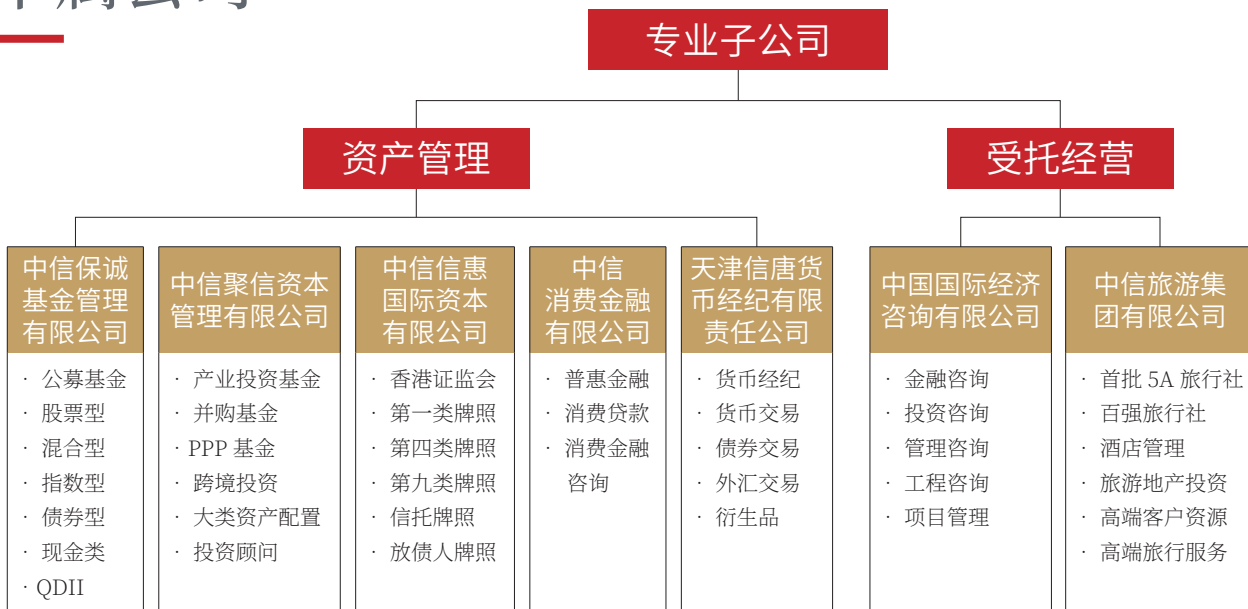 专业子公司
资产管理
受托经营
中信保诚
基金管理
有限公司
· 公募基金
· 股票型
· 混合型
· 指数型
· 债券型
· 现金类
· QDII
中信聚信资本
管理有限公司
· 产业投资基金
· 并购基金
· PPP 基金
· 跨境投资
· 大类资产配置
· 投资顾问
中信信惠
国际资本
有限公司
· 香港证监会
· 第一类牌照
· 第四类牌照
· 第九类牌照
· 信托牌照
· 放债人牌照
中信
消费金融
有限公司
· 普惠金融
· 消费贷款
· 消费金融
咨询
天津信唐货
币经纪有限
责任公司
· 货币经纪
· 货币交易
· 债券交易
· 外汇交易
· 衍生品
中国国际经济
咨询有限公司
· 金融咨询
· 投资咨询
· 管理咨询
· 工程咨询
· 项目管理
中信旅游集
团有限公司
· 首批 5A 旅行社
· 百强旅行社
· 酒店管理
· 旅游地产投资
· 高端客户资源
· 高端旅行服务